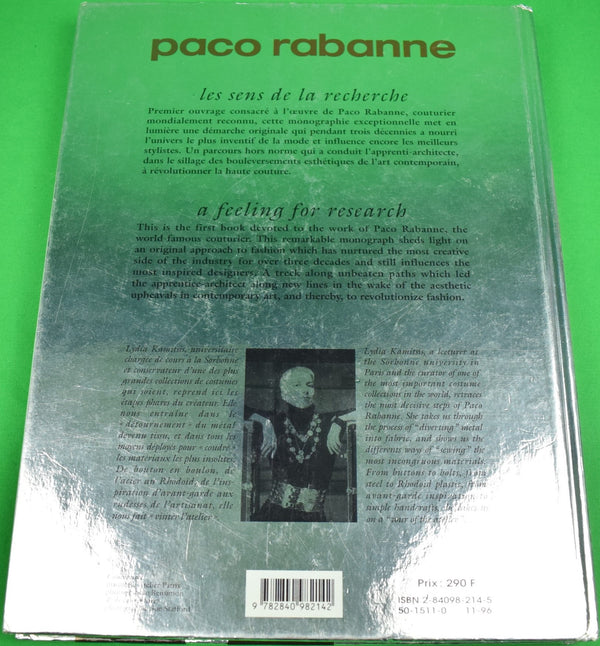 paco rabanne
les sens de la recherche
Premier ouvrage consacré à l'œuvre de Paco Rabanne, couturier
mondialement reconnu, cette monographie exceptionnelle met en
lumière une démarche originale qui pendant trois décennies a nourri
l'univers le plus inventif de la mode et influence encore les meilleurs
stylistes. Un parcours hors norme qui a conduit l'apprenti-architecte,
dans le sillage des bouleversements esthétiques de l'art contemporain,
à révolutionner la haute couture.
a feeling for research
This is the first book devoted to the work of Paco Rabanne, the
world famous couturier. This remarkable monograph sheds light on
an original approach to fashion which has nurtured the most creative
side of the industry for over three decades and still influences the
most inspired designers. A treck along unbeaten paths which led
the apprentice-architect along new lines in the wake of the aesthetic
upheavals in contemporary art, and thereby, to revolutionize fashion.
Lydia Kamitsis, universitaire
chargée de cours à la Sorbonne
et conservateur d'une des plus
grandes collections de costumes
qui soient, reprend ici les
étapes phares du créateur. Elle
nous entraîne dans le
détournement » du métal
devenu tissu, et dans tous les
moyens déployés pour « coudre »
les matériaux les plus insolites.
De bouton en boulon, de
l'acier au Rhodoïd, de l'ins-
piration d'avant-garde aux
rudesses de l'artisanat, elle
nous fait « visiter l'atelier ».
Lydia Kamitsis, a lecturer at
the Sorbonne university in
Paris and the curator of one of
the most important costume
collections in the world, retraces
the most decisive steps of Paco
Rabanne. She takes us through
the process of "diverting" metal
into fabric, and shows us the
different ways of "sewing" the
most incongruous materials.
From buttons to bolts, from
steel to Rhodoid plastic, from
avant-garde inspiration to
simple handcrafts, she takes us
on a "tour of the atelier".
9 782840 982142
Prix : 290 F
ISBN 2-84098-214-5
50-1511-0 11-96